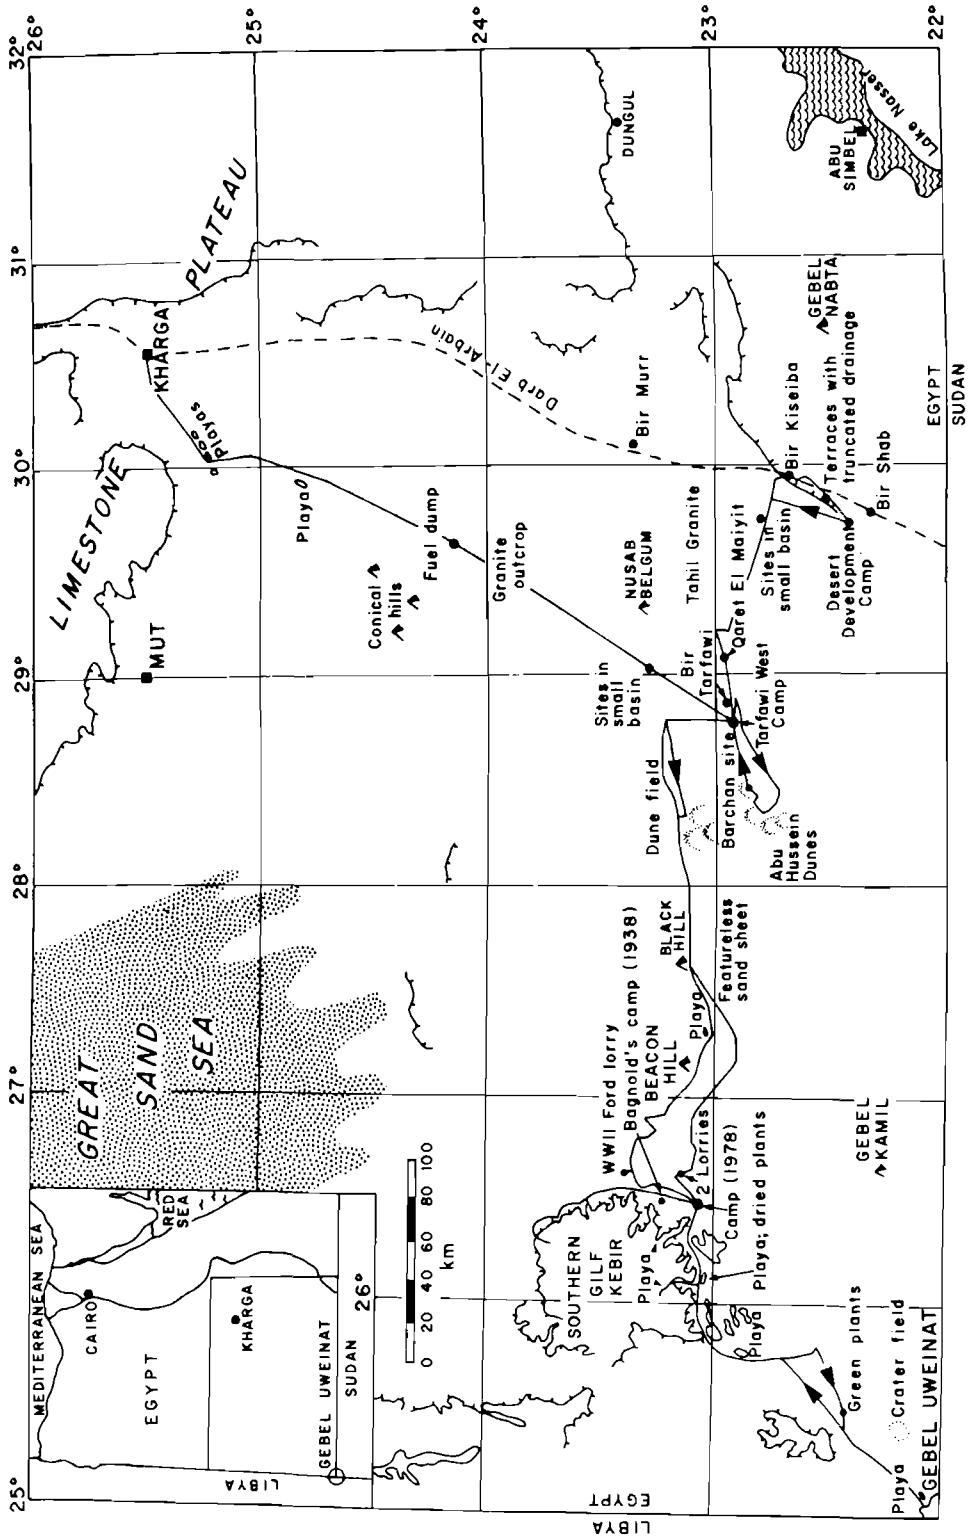 25°
26°
27°
28°
29°
30°
31°
32°
26°
25°
24°
23°
22°
MEDITERRANEAN SEA
CAIRO
RED
SEA
EGYPT
KHARGA
GEBEL UWEINAT
SUDAN
LIBYA
0 20 40 60 80 100
km
GREAT
SAND
SEA
LIMESTONE
PLATEAU
MUT
KHARGA
Playas
Playa
Conical
hills
Fuel dump
Granite
outcrop
Darb El-Arbain
DUNGUL
NUSAB
BELGUM
Bir Murr
Tahil Granite
Sites in
small
basin
Bir
Tarfawi
Qaret El Maiyit
Sites in
small basin
Bir Kiseiba
GEBEL
NABTA
Terraces with
truncated drainage
Desert
Development
Camp
Bir Shab
ABU
SIMBEL
Lake Nasser
EGYPT
SUDAN
Dune field
Barchan site
Tarfawi West
Camp
Abu
Hussein
Dunes
BLACK
HILL
Featureless
sand sheet
Playa
BEACON
HILL
WWII Ford lorry
Bagnold's camp (1938)
2 Lorries
Camp (1978)
Playa; dried plants
SOUTHERN
GILF
KEBIR
Playa
Playa
GEBEL
KAMIL
Green plants
Crater field
Playa
GEBEL UWEINAT
LIBYA
EGYPT